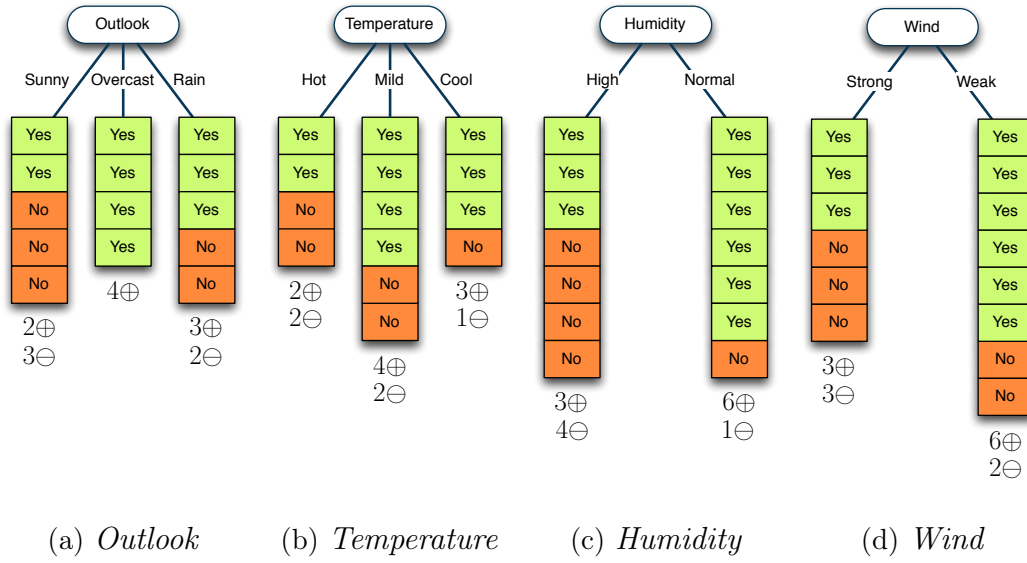 Outlook
Sunny Overcast Rain
Yes
Yes
No
No
No
2⊕
3⊖
Yes
Yes
Yes
Yes
4⊕
Yes
Yes
Yes
No
No
3⊕
2⊖
(a) Outlook
Temperature
Hot Mild Cool
Yes
Yes
No
No
2⊕
2⊖
Yes
Yes
Yes
Yes
No
No
4⊕
2⊖
Yes
Yes
Yes
No
3⊕
1⊖
(b) Temperature
Humidity
High Normal
Yes
Yes
Yes
No
No
No
No
3⊕
4⊖
Yes
Yes
Yes
Yes
Yes
Yes
No
6⊕
1⊖
(c) Humidity
Wind
Strong Weak
Yes
Yes
Yes
No
No
No
3⊕
3⊖
Yes
Yes
Yes
Yes
Yes
Yes
No
No
6⊕
2⊖
(d) Wind